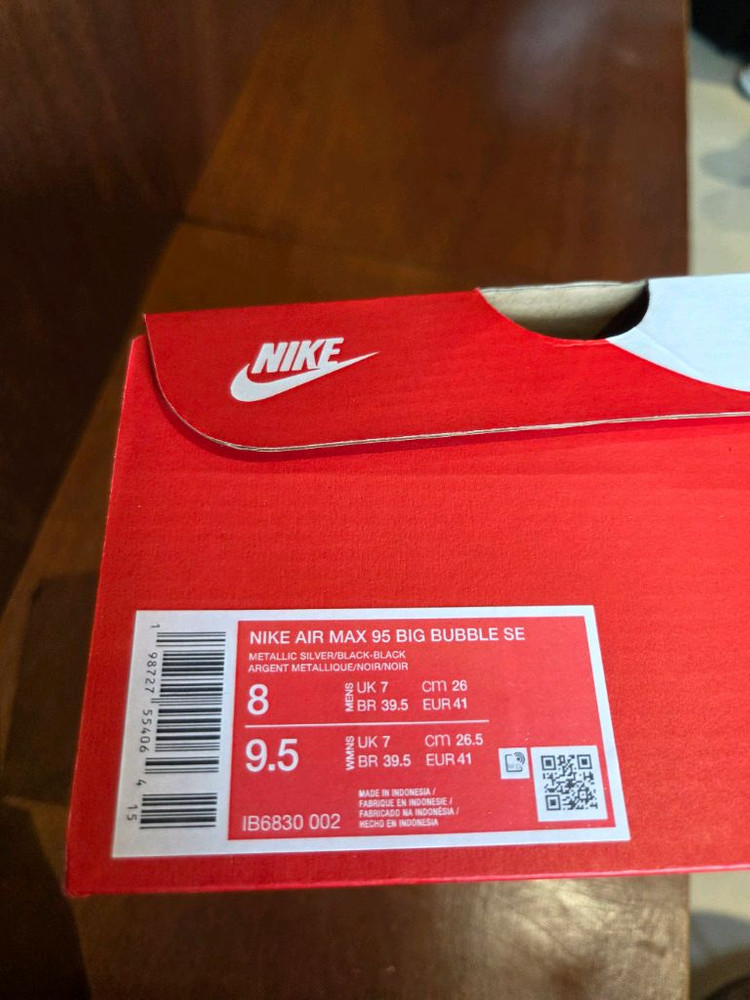 NIKE
NIKE AIR MAX 95 BIG BUBBLE SE
METALLIC SILVER/BLACK-BLACK
ARGENT METALLIQUE/NOIR/NOIR
8 MENS UK 7 cm 26
BR 39.5 EUR 41
9.5 WMNS UK 7 cm 26.5
BR 39.5 EUR 41
MADE IN INDONESIA /
FABRIQUE EN INDONESIE /
FABRICADO NA INDONÉSIA /
HECHO EN INDONESIA
IB6830 002
1 98727 55406 4 15